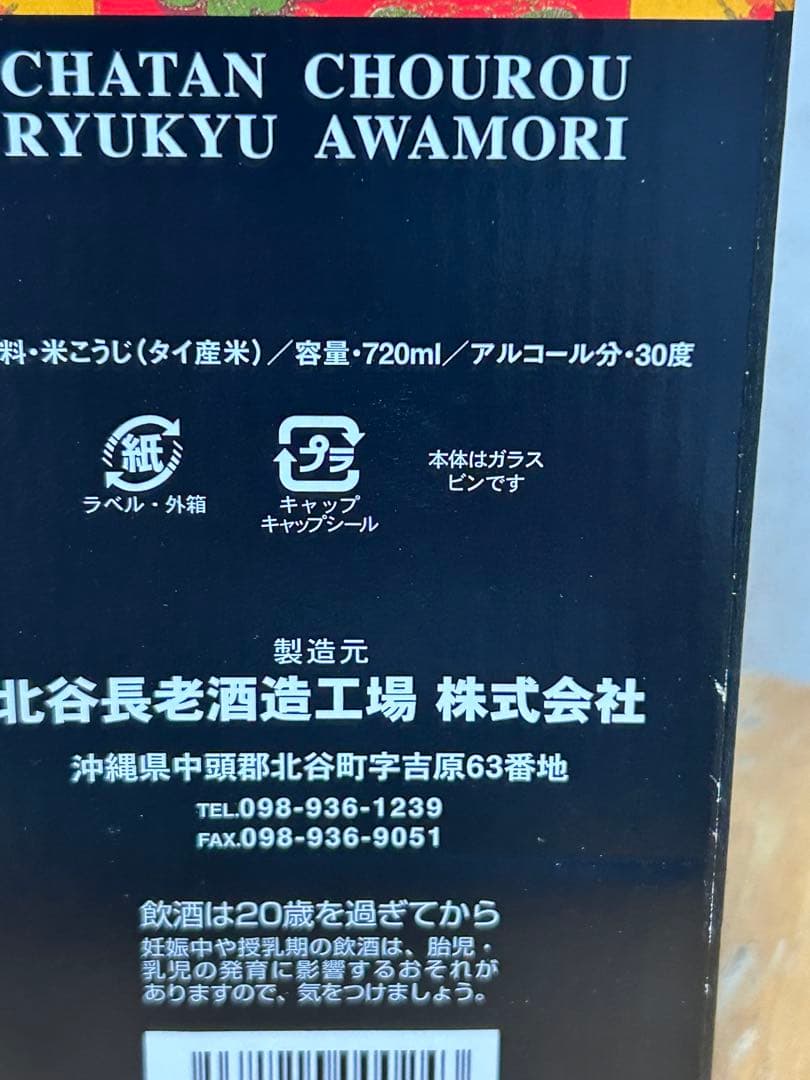 CHATAN CHOUROU
RYUKYU AWAMORI
料・米こうじ(タイ産米)/容量・720ml/アルコール分・30度
紙
ラベル・外箱
プラ
キャップ
キャップシール
本体はガラス
ビンです
製造元
北谷長老酒造工場 株式会社
沖縄県中頭郡北谷町字吉原63番地
TEL.098-936-1239
FAX.098-936-9051
飲酒は20歳を過ぎてから
妊娠中や授乳期の飲酒は、胎児・
乳児の発育に影響するおそれが
ありますので、気をつけましょう。